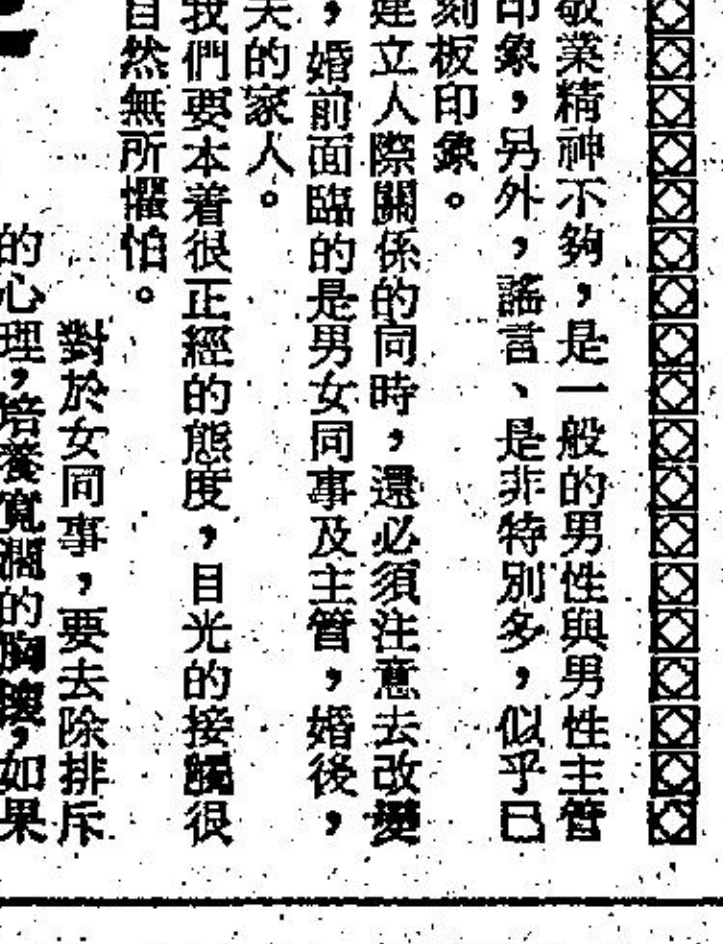 敬業精神不夠，是一般的男性與男性主管
印象，另外，謠言、是非特別多，似乎已
刻板印象。
建立人際關係的同時，還必須注意去改變
，婚前面臨的是男女同事及主管，婚後，
夫的家人。
我們要本着很正經的態度，目光的接觸很
自然無所懼怕。
對於女同事，要去除排斥
的心理，培養寬濶的胸懷，如果